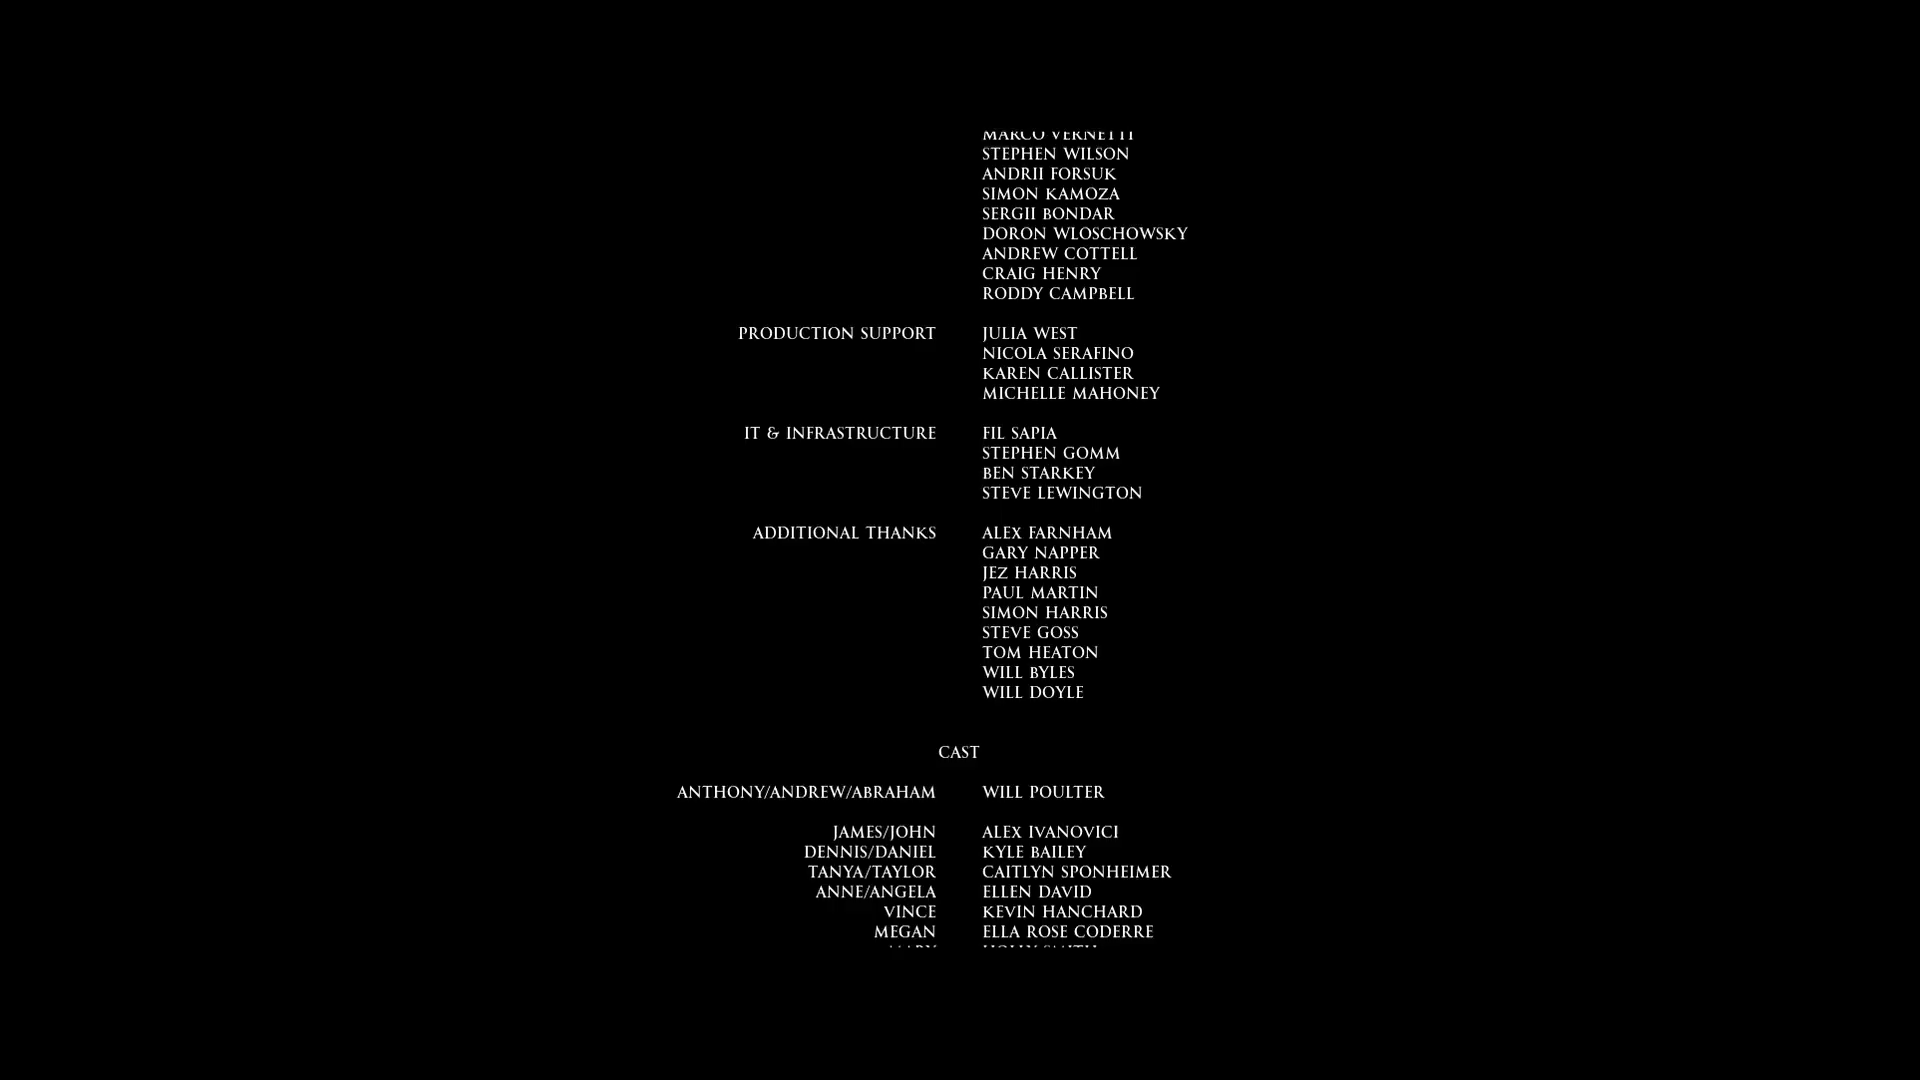 MARCO VERNETTI
STEPHEN WILSON
ANDRII FORSUK
SIMON KAMOZA
SERGII BONDAR
DORON WLOSCHOWSKY
ANDREW COTTELL
CRAIG HENRY
RODDY CAMPBELL
PRODUCTION SUPPORT JULIA WEST
NICOLA SERAFINO
KAREN CALLISTER
MICHELLE MAHONEY
IT & INFRASTRUCTURE FIL SAPIA
STEPHEN GOMM
BEN STARKEY
STEVE LEWINGTON
ADDITIONAL THANKS ALEX FARNHAM
GARY NAPPER
JEZ HARRIS
PAUL MARTIN
SIMON HARRIS
STEVE GOSS
TOM HEATON
WILL BYLES
WILL DOYLE
CAST
ANTHONY/ANDREW/ABRAHAM WILL POULTER
JAMES/JOHN ALEX IVANOVICI
DENNIS/DANIEL KYLE BAILEY
TANYA/TAYLOR CAITLYN SPONHEIMER
ANNE/ANGELA ELLEN DAVID
VINCE KEVIN HANCHARD
MEGAN ELLA ROSE CODERRE